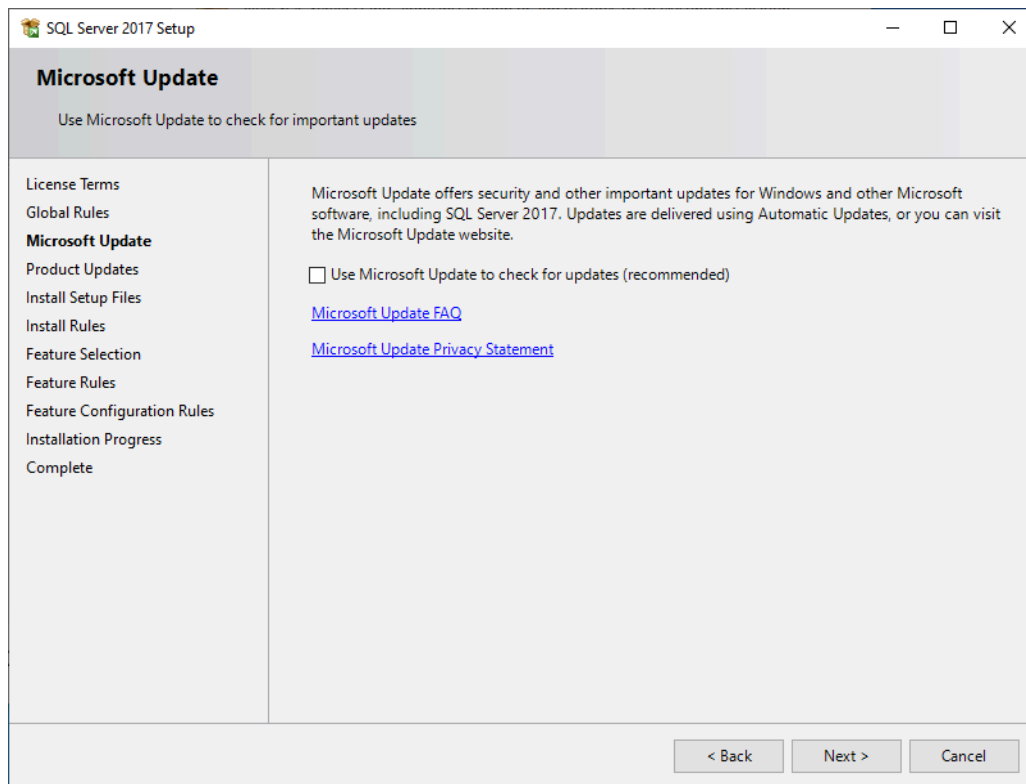 SQL Server 2017 Setup
Microsoft Update
Use Microsoft Update to check for important updates
License Terms
Global Rules
Microsoft Update
Product Updates
Install Setup Files
Install Rules
Feature Selection
Feature Rules
Feature Configuration Rules
Installation Progress
Complete
Microsoft Update offers security and other important updates for Windows and other Microsoft
software, including SQL Server 2017. Updates are delivered using Automatic Updates, or you can visit
the Microsoft Update website.
Use Microsoft Update to check for updates (recommended)
Microsoft Update FAQ
Microsoft Update Privacy Statement
< Back
Next >
Cancel